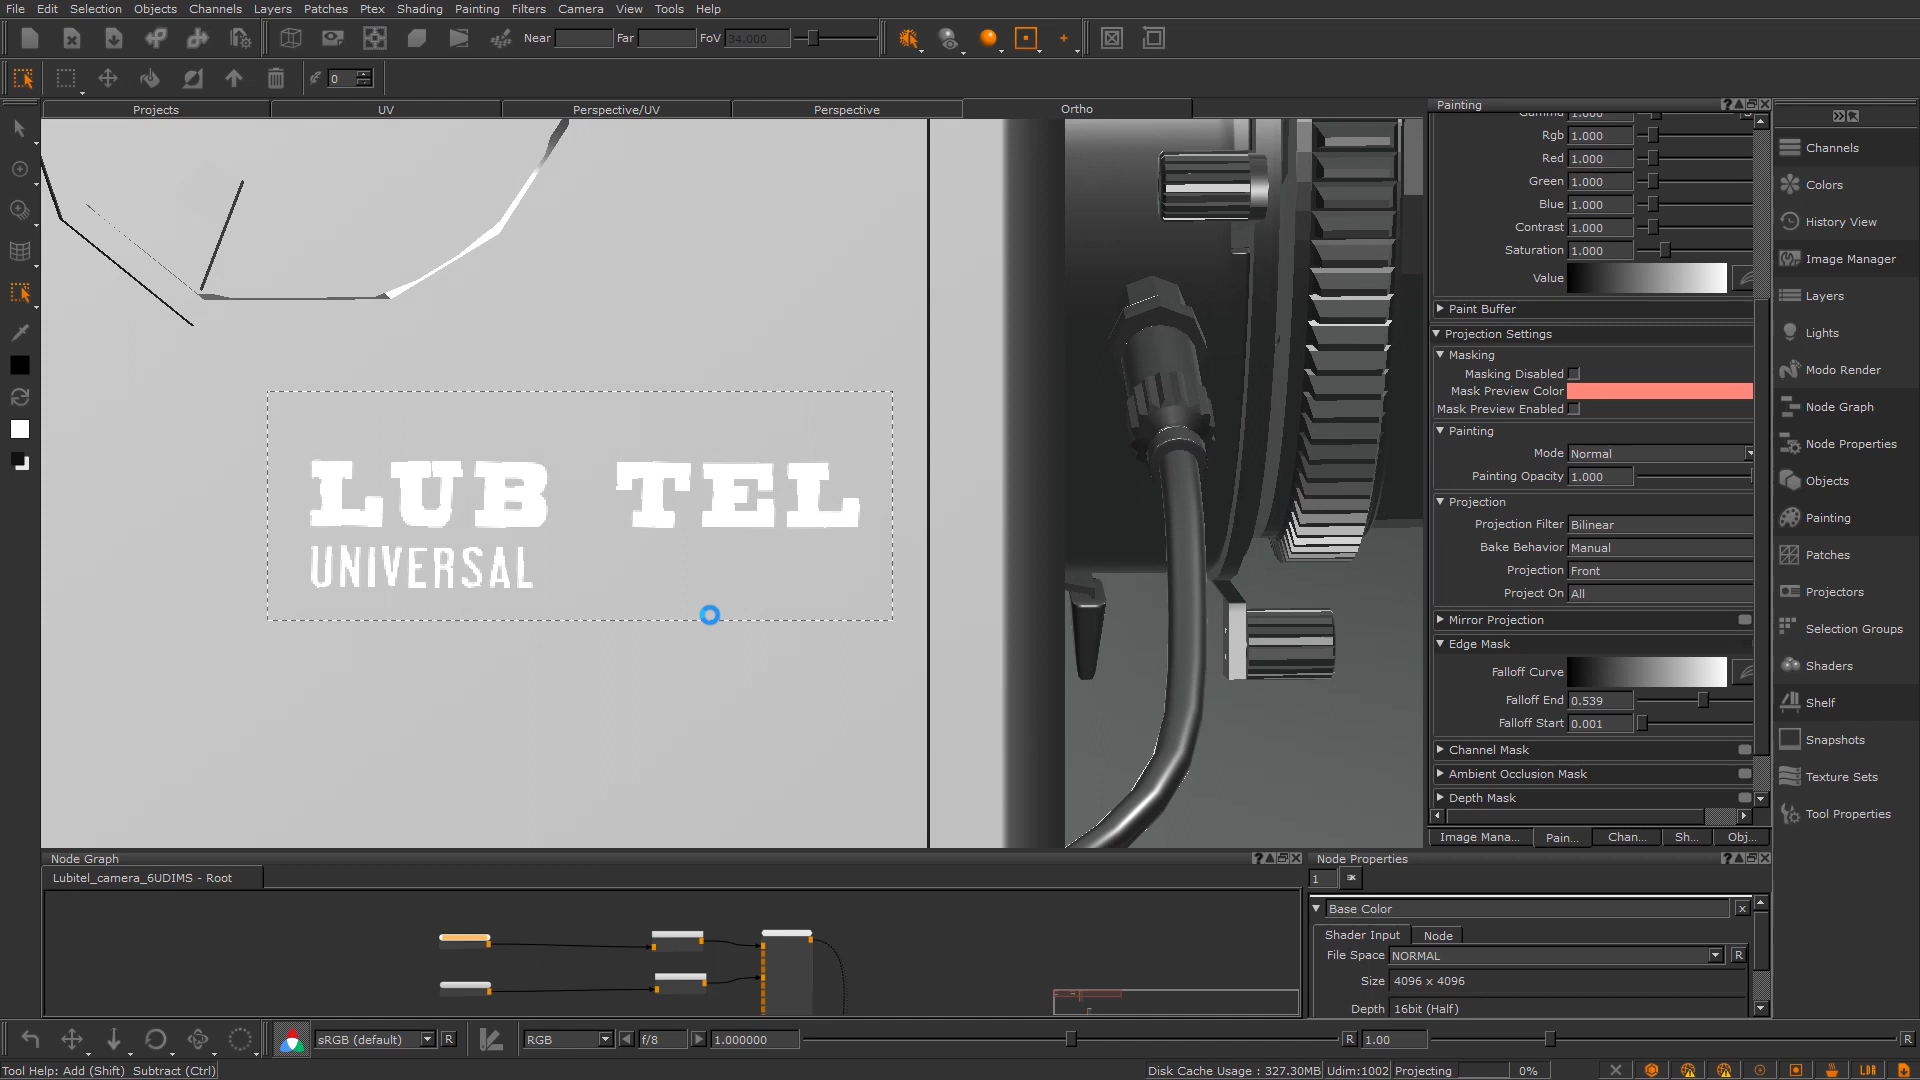 File Edit Selection Objects Channels Layers Patches Ptex Shading Painting Filters Camera View Tools Help
Near Far FoV 34.000
0
Projects UV Perspective/UV Perspective Ortho
Painting
Gamma 1.000
Rgb 1.000
Red 1.000
Green 1.000
Blue 1.000
Contrast 1.000
Saturation 1.000
Value
Paint Buffer
Projection Settings
Masking
Masking Disabled
Mask Preview Color
Mask Preview Enabled
Painting
Mode Normal
Painting Opacity 1.000
Projection
Projection Filter Bilinear
Bake Behavior Manual
Projection Front
Project On All
Mirror Projection
Edge Mask
Falloff Curve
Falloff End 0.539
Falloff Start 0.001
Channel Mask
Ambient Occlusion Mask
Depth Mask
Image Mana... Pain... Chan... Sh... Obj...
Channels
Colors
History View
Image Manager
Layers
Lights
Modo Render
Node Graph
Node Properties
Objects
Painting
Patches
Projectors
Selection Groups
Shaders
Shelf
Snapshots
Texture Sets
Tool Properties
LUB TEL
UNIVERSAL
Node Graph
Lubitel_camera_6UDIMS - Root
Node Properties
1
Base Color
Shader Input Node
File Space NORMAL R
Size 4096 x 4096
Depth 16bit (Half)
sRGB (default) R RGB f/8 1.000000 R 1.00 R
Tool Help: Add (Shift) Subtract (Ctrl) Disk Cache Usage : 327.30MB Udim:1002 Projecting 0% LDR